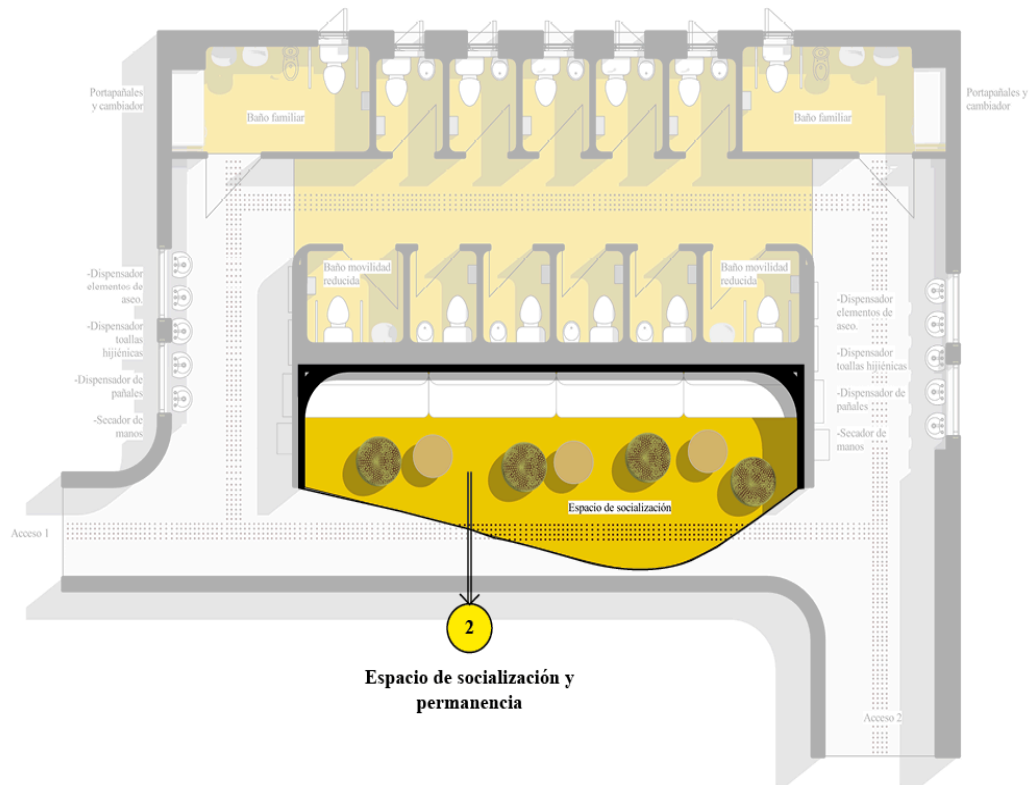 Portapañales
y cambiador
Baño familiar
Baño familiar
Portapañales y
cambiador
Baño movilidad
reducida
Baño movilidad
reducida
-Dispensador
elementos de
aseo.
-Dispensador
toallas
hijiénicas
-Dispensador de
pañales
-Secador de
manos
-Dispensador
elementos de
aseo.
-Dispensador
toallas hijiénicas
-Dispensador de
pañales
-Secador de
manos
Espacio de socialización
Acceso 1
2
Espacio de socialización y
permanencia
Acceso 2